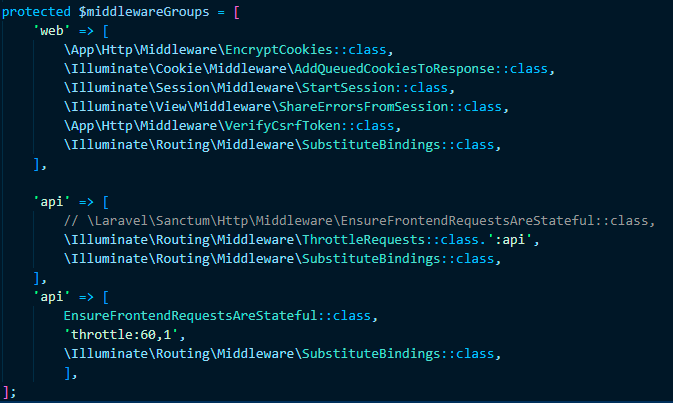 protected $middlewareGroups = [
    'web' => [
        \App\Http\Middleware\EncryptCookies::class,
        \Illuminate\Cookie\Middleware\AddQueuedCookiesToResponse::class,
        \Illuminate\Session\Middleware\StartSession::class,
        \Illuminate\View\Middleware\ShareErrorsFromSession::class,
        \App\Http\Middleware\VerifyCsrfToken::class,
        \Illuminate\Routing\Middleware\SubstituteBindings::class,
    ],
    'api' => [
        // \Laravel\Sanctum\Http\Middleware\EnsureFrontendRequestsAreStateful::class,
        \Illuminate\Routing\Middleware\ThrottleRequests::class.':api',
        \Illuminate\Routing\Middleware\SubstituteBindings::class,
    ],
    'api' => [
        EnsureFrontendRequestsAreStateful::class,
        'throttle:60,1',
        \Illuminate\Routing\Middleware\SubstituteBindings::class,
        ],
];